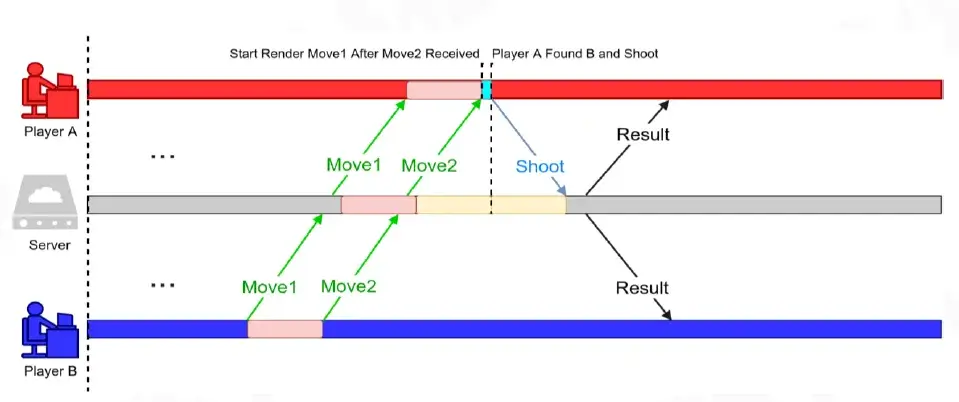 Start Render Move1 After Move2 Received
Player A Found B and Shoot
Player A
...
Move1
Move2
Shoot
Result
Server
...
Move1
Move2
Result
Player B